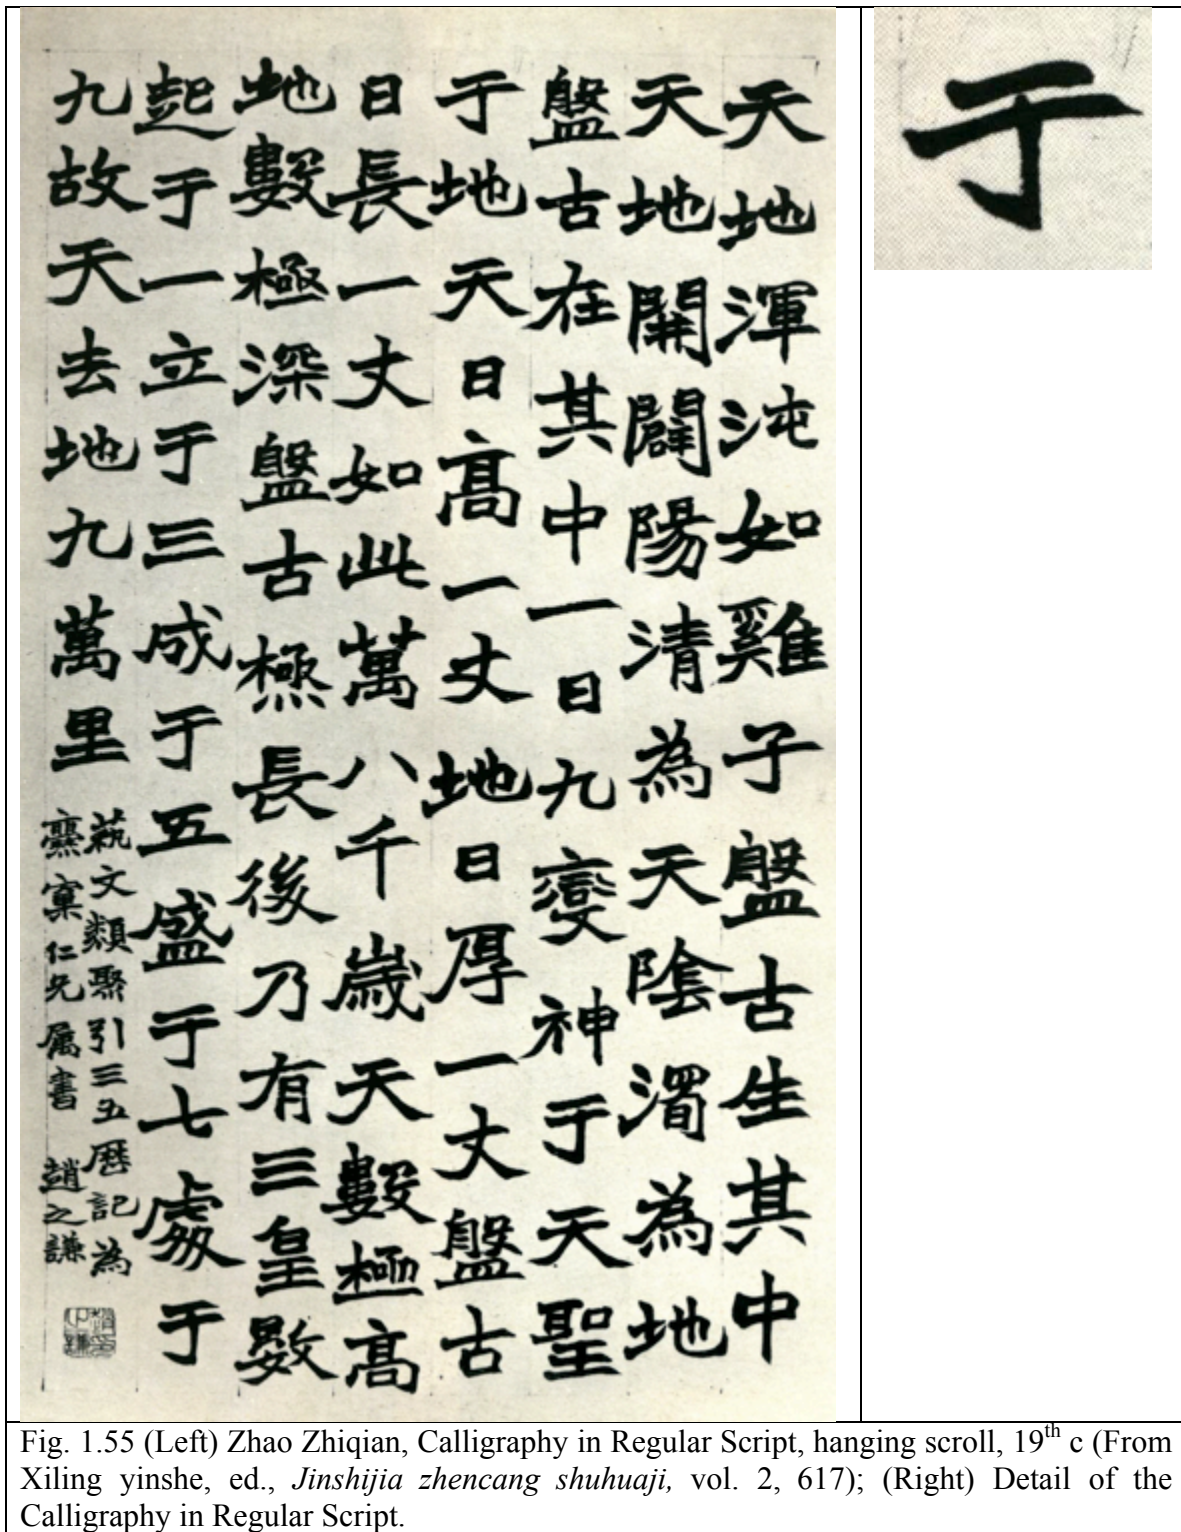 天地渾沌如雞子盤古生其中
天地開闢陽清為天陰濁為地
盤古在其中一日九變神于天聖
于地天日高一丈地日厚一丈盤古
日長一丈如此萬八千歲天數極高
地數極深盤古極長後乃有三皇數
起于一立于三成于五盛于七處于
九故天去地九萬里
蓺文類聚引三五歷記為
仁兄屬書 趙之謙
于
Fig. 1.55 (Left) Zhao Zhiqian, Calligraphy in Regular Script, hanging scroll, 19th c (From
Xiling yinshe, ed., Jinshijia zhencang shuhuaji, vol. 2, 617); (Right) Detail of the
Calligraphy in Regular Script.